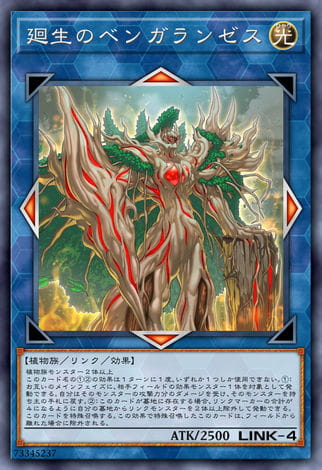 廻生のベンガランゼス
光
【植物族／リンク／効果】
植物族モンスター２体以上
このカード名の①②の効果は１ターンに１度、いずれか１つしか使用できない。①：
お互いのメインフェイズに、相手フィールドの効果モンスター１体を対象として発
動できる。自分はそのモンスターの攻撃力分のダメージを受け、そのモンスターを持
ち主の手札に戻す。②：このカードが墓地に存在する場合、リンクマーカーの合計が
４になるように自分の墓地からリンクモンスターを２体以上除外して発動できる。
このカードを特殊召喚する。この効果で特殊召喚したこのカードは、フィールドから
離れた場合に除外される。
ATK/2500 LINK-4
73345237